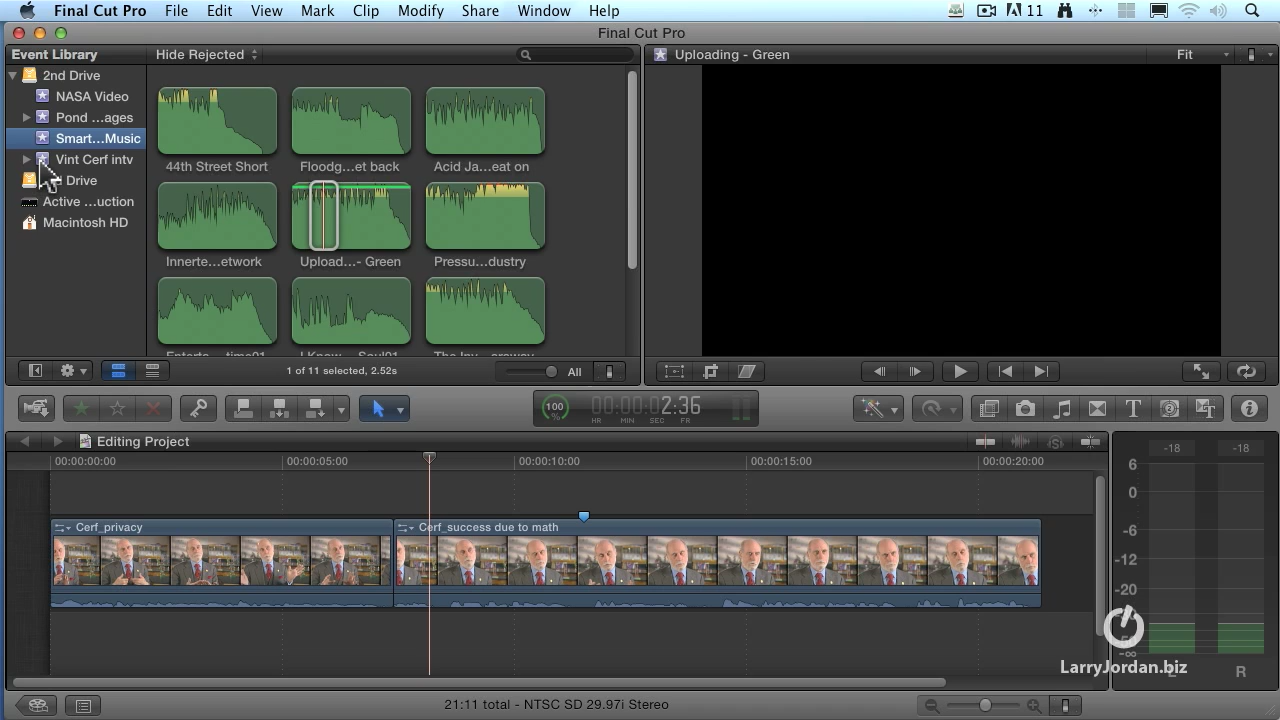 Final Cut Pro File Edit View Mark Clip Modify Share Window Help 11
Final Cut Pro
Event Library
Hide Rejected
Uploading - Green
Fit
2nd Drive
NASA Video
Pond ...ages
Smart...Music
Vint Cerf intv
Drive
Active ...uction
Macintosh HD
44th Street Short
Floodg...et back
Acid Ja...eat on
Innerte...etwork
Upload...- Green
Pressu...dustry
Enterta... time01
I Know... Soul01
The Inv...araway
1 of 11 selected, 2.52s
All
100
%
00:00:02:36
HR MIN SEC FR
Editing Project
00:00:00:00
00:00:05:00
00:00:10:00
00:00:15:00
00:00:20:00
Cerf_privacy
Cerf_success due to math
-18 -18
6
0
-6
-12
-20
-∞
LarryJordan.biz
L R
21:11 total - NTSC SD 29.97i Stereo